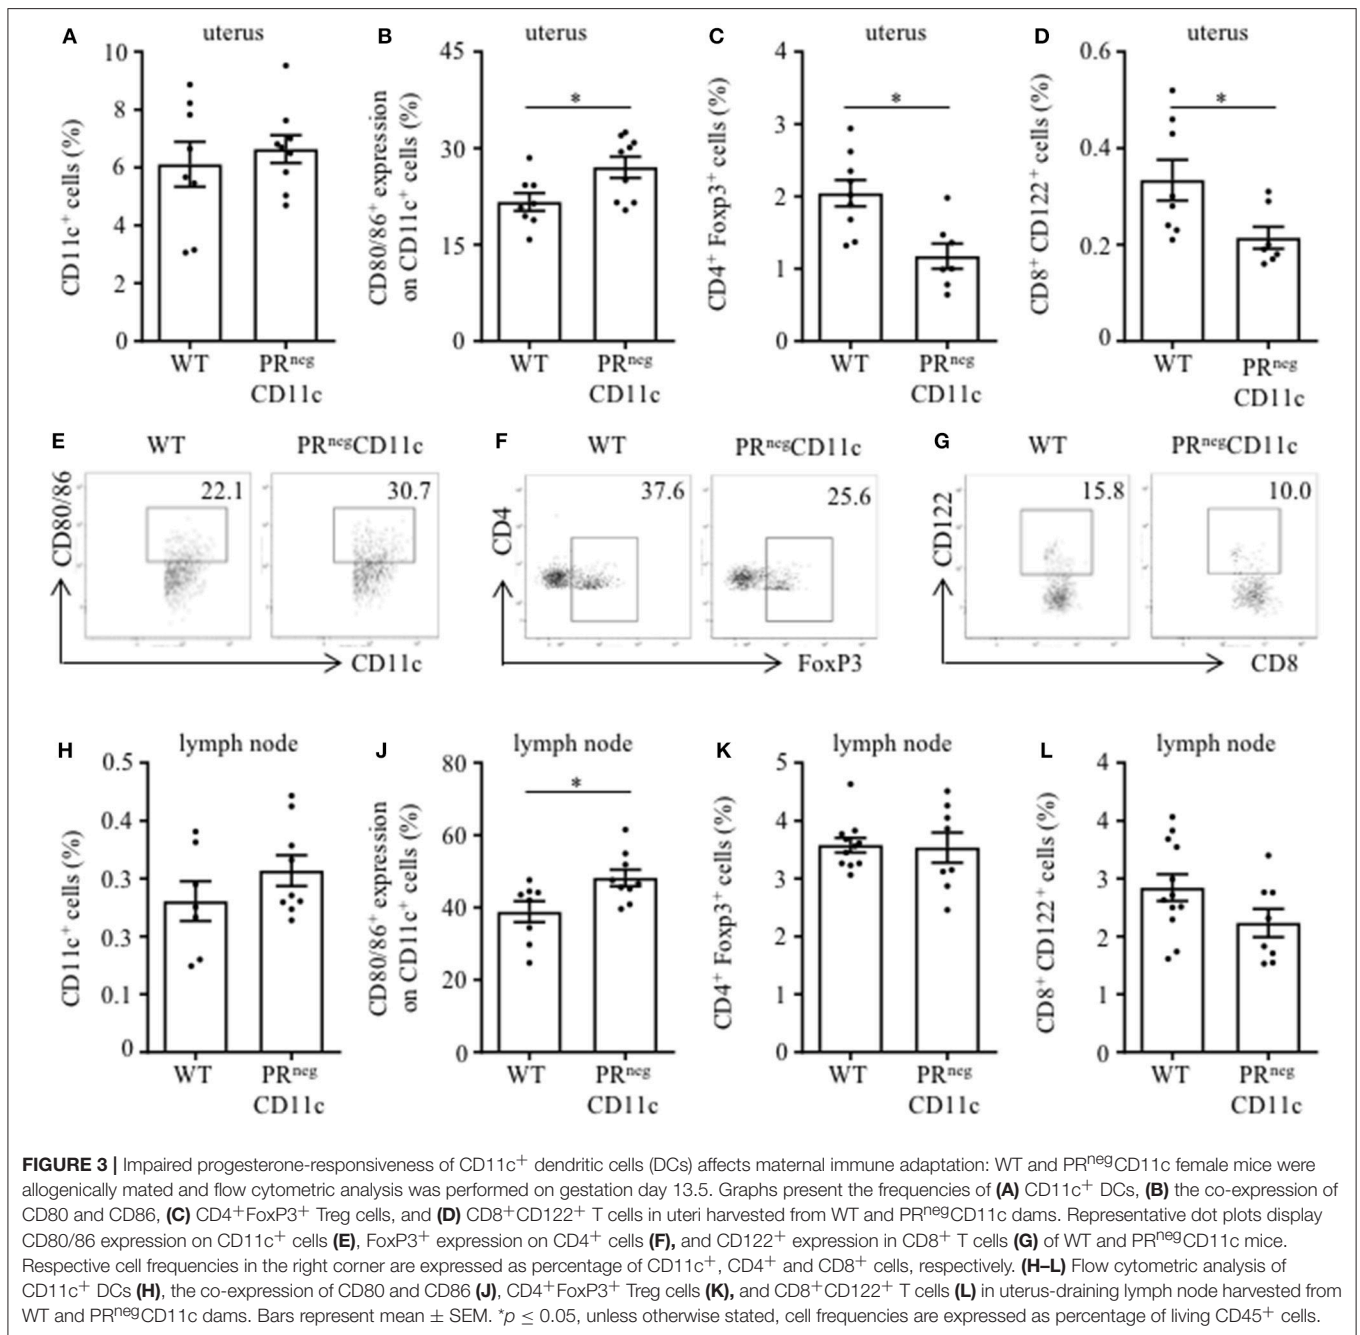 A
uterus
CD11c⁺ cells (%)
10
8
6
4
2
0
WT
PRⁿᵉᵍ
CD11c
B
uterus
CD80/86⁺ expression
on CD11c⁺ cells (%)
45
30
15
0
*
WT
PRⁿᵉᵍ
CD11c
C
uterus
CD4⁺ Foxp3⁺ cells (%)
4
3
2
1
0
*
WT
PRⁿᵉᵍ
CD11c
D
uterus
CD8⁺ CD122⁺ cells (%)
0.6
0.4
0.2
0
*
WT
PRⁿᵉᵍ
CD11c
E
WT
PRⁿᵉᵍCD11c
CD80/86
22.1
30.7
CD11c
F
WT
PRⁿᵉᵍCD11c
CD4
37.6
25.6
FoxP3
G
WT
PRⁿᵉᵍCD11c
CD122
15.8
10.0
CD8
H
lymph node
CD11c⁺ cells (%)
0.5
0.4
0.3
0.3
0.1
0
WT
PRⁿᵉᵍ
CD11c
J
lymph node
CD80/86⁺ expression
on CD11c⁺ cells (%)
80
60
40
20
0
*
WT
PRⁿᵉᵍ
CD11c
K
lymph node
CD4⁺ Foxp3⁺ cells (%)
5
4
3
2
1
0
WT
PRⁿᵉᵍ
CD11c
L
lymph node
CD8⁺ CD122⁺ cells (%)
4
3
2
1
0
WT
PRⁿᵉᵍ
CD11c
FIGURE 3 | Impaired progesterone-responsiveness of CD11c⁺ dendritic cells (DCs) affects maternal immune adaptation: WT and PRⁿᵉᵍCD11c female mice were
allogenically mated and flow cytometric analysis was performed on gestation day 13.5. Graphs present the frequencies of (A) CD11c⁺ DCs, (B) the co-expression of
CD80 and CD86, (C) CD4⁺FoxP3⁺ Treg cells, and (D) CD8⁺CD122⁺ T cells in uteri harvested from WT and PRⁿᵉᵍCD11c dams. Representative dot plots display
CD80/86 expression on CD11c⁺ cells (E), FoxP3⁺ expression on CD4⁺ cells (F), and CD122⁺ expression in CD8⁺ T cells (G) of WT and PRⁿᵉᵍCD11c mice.
Respective cell frequencies in the right corner are expressed as percentage of CD11c⁺, CD4⁺ and CD8⁺ cells, respectively. (H–L) Flow cytometric analysis of
CD11c⁺ DCs (H), the co-expression of CD80 and CD86 (J), CD4⁺FoxP3⁺ Treg cells (K), and CD8⁺CD122⁺ T cells (L) in uterus-draining lymph node harvested from
WT and PRⁿᵉᵍCD11c dams. Bars represent mean ± SEM. *p ≤ 0.05, unless otherwise stated, cell frequencies are expressed as percentage of living CD45⁺ cells.